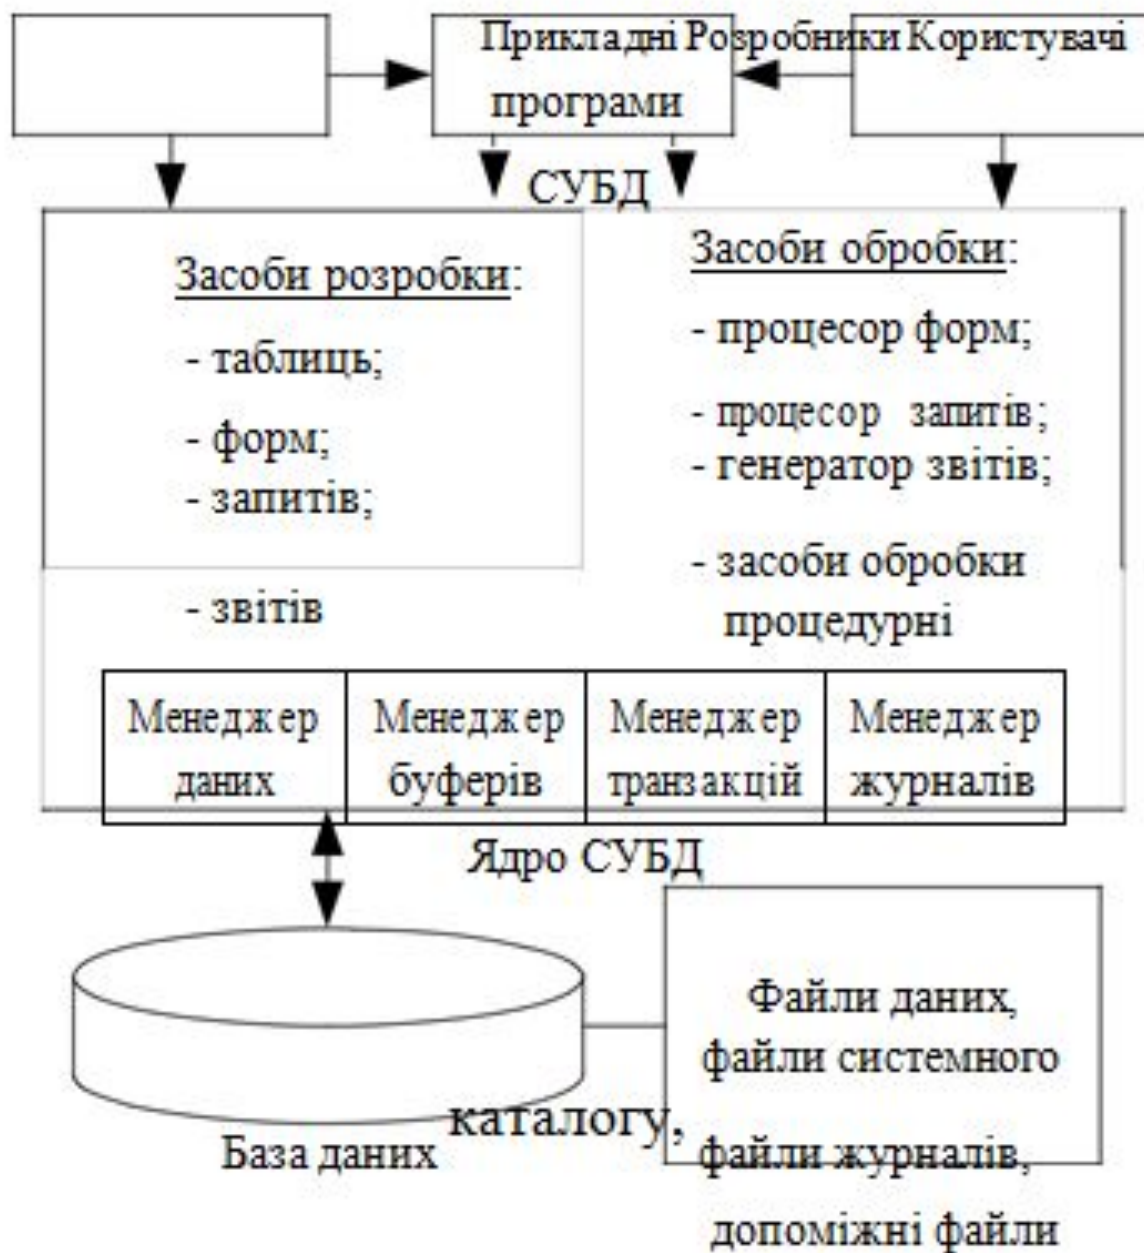 Прикладні Розробники Користувачі
програми
СУБД
Засоби розробки:
- таблиць;
- форм;
- запитів;
- звітів
Засоби обробки:
- процесор форм;
- процесор запитів;
- генератор звітів;
- засоби обробки
процедурні
Менеджер
даних
Менеджер
буферів
Менеджер
транзакцій
Менеджер
журналів
Ядро СУБД
База даних
Файли даних,
файли системного
каталогу,
файли журналів,
допоміжні файли